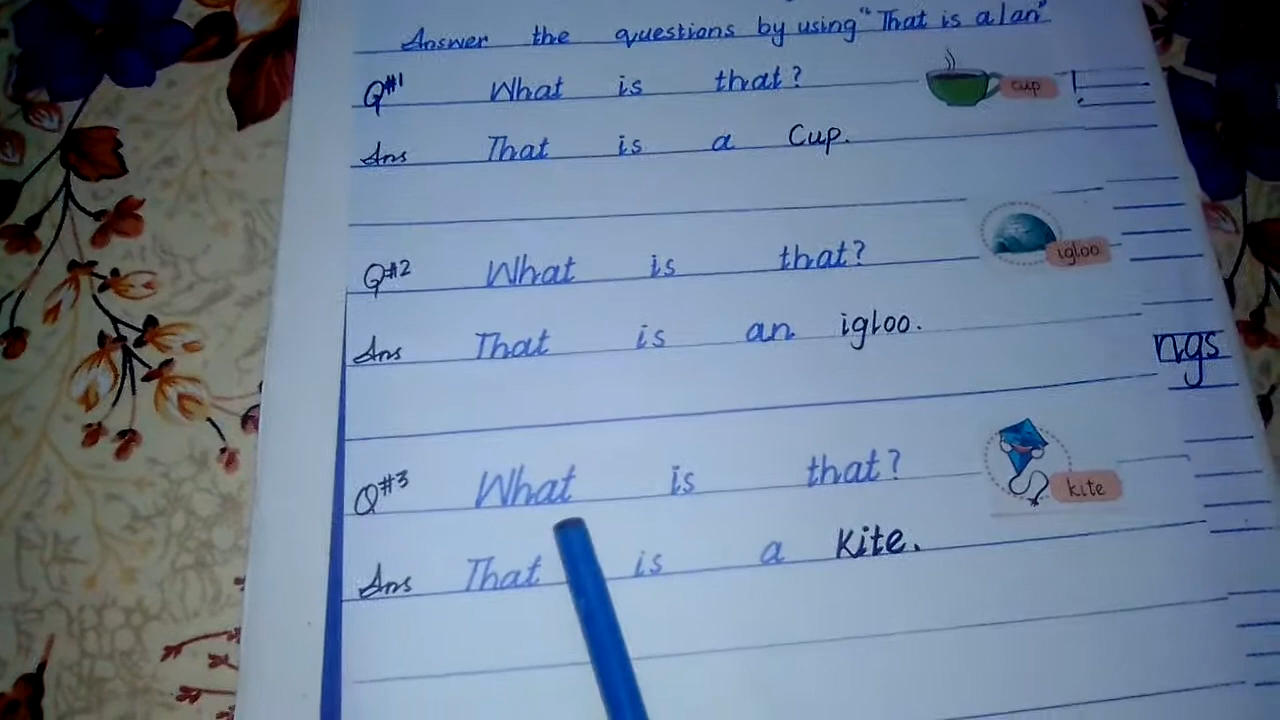 Answer the questions by using "That is a/an"
Q#1 What is that? cup
Ans That is a Cup.
Q#2 What is that? igloo
Ans That is an igloo.
ngs
Q#3 What is that? kite
Ans That is a Kite.